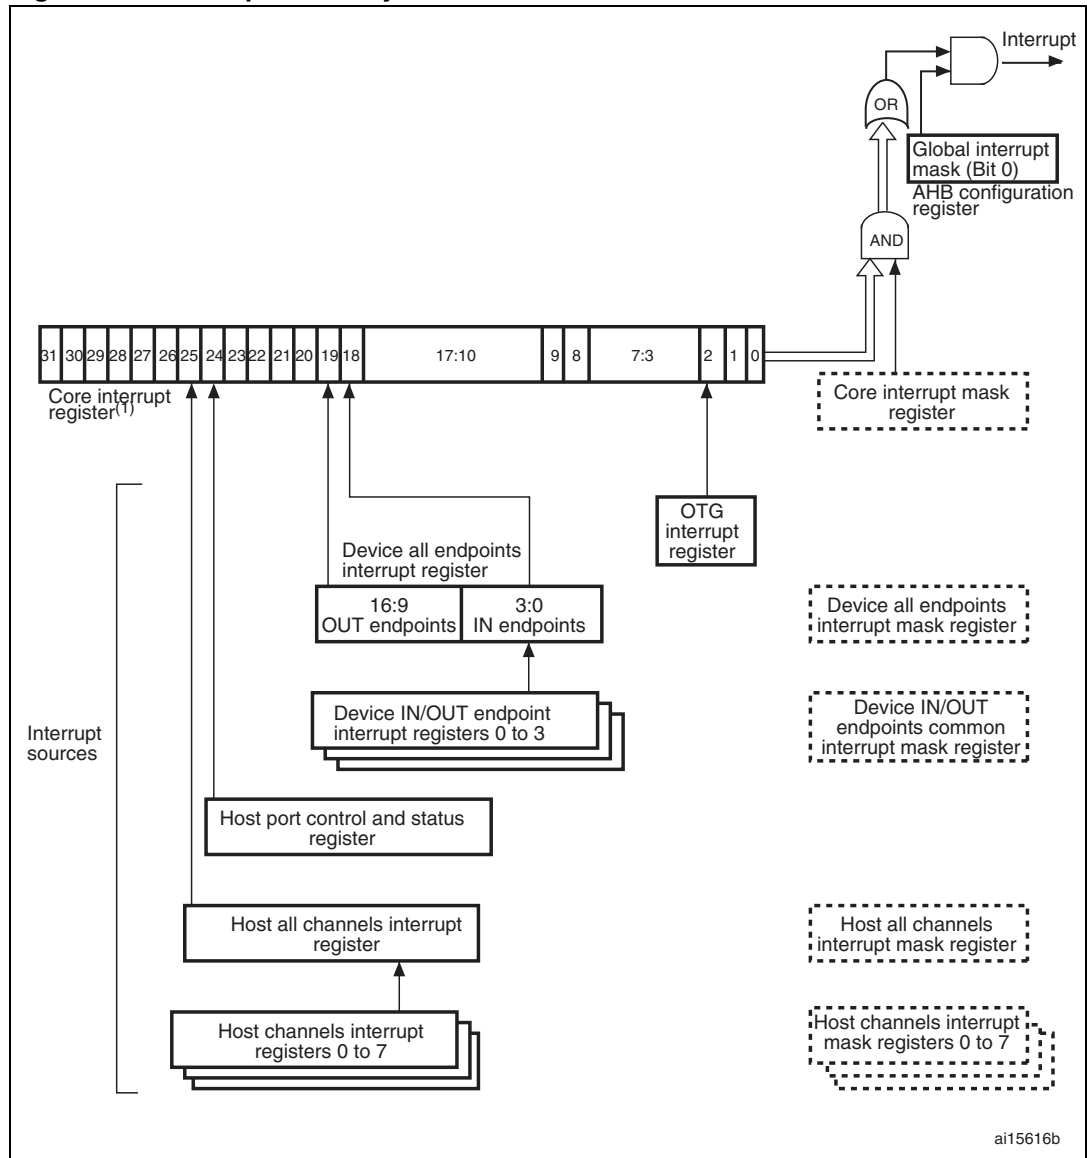 Interrupt
OR
Global interrupt
mask (Bit 0)
AHB configuration
register
AND
31 30 29 28 27 26 25 24 23 22 21 20 19 18 17:10 9 8 7:3 2 1 0
Core interrupt
register(1)
Core interrupt mask
register
OTG
interrupt
register
Device all endpoints
interrupt register
16:9
OUT endpoints
3:0
IN endpoints
Device all endpoints
interrupt mask register
Device IN/OUT endpoint
interrupt registers 0 to 3
Device IN/OUT
endpoints common
interrupt mask register
Interrupt
sources
Host port control and status
register
Host all channels interrupt
register
Host all channels
interrupt mask register
Host channels interrupt
registers 0 to 7
Host channels interrupt
mask registers 0 to 7
ai15616b